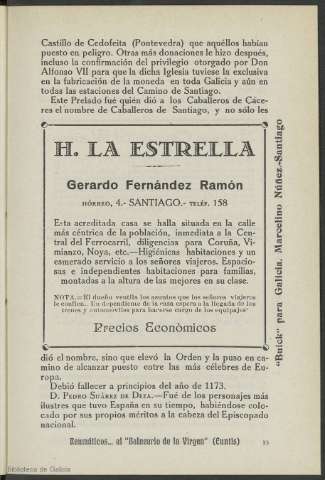 Castillo de Cedofeita (Pontevedra) que aquéllos habían
puesto en peligro. Otras más donaciones le hizo después,
incluso la confirmación del privilegio otorgado por Don
Alfonso VII para que la dicha Iglesia tuviese la exclusiva
en la fabricación de la moneda en toda Galicia y aún en
todas las estaciones del Camino de Santiago.
Este Prelado fué quién dió a los Caballeros de Cáce-
res el nombre de Caballeros de Santiago, y no sólo les
H. LA ESTRELLA
Gerardo Fernández Ramón
HÓRREO, 4.- SANTIAGO.- TELÉF. 158
Esta acreditada casa se halla situada en la calle
más céntrica de la población, inmediata a la Cen-
tral del Ferrocarril, diligencias para Coruña, Vi-
mianzo, Noya, etc.—Higiénicas habitaciones y un
esmerado servicio a los señores viajeros. Espacio-
sas e independientes habitaciones para familias,
montadas a la altura de las mejores en su clase.
NOTA.—El dueño ventila los asuntos que los señores viajeros
le confíen. Un dependiente de la casa espera a la llegada de los
trenes y automóviles para hacerse cargo de los equipajes
Precios Económicos
"Buick" para Galicia. Marcelino Núñez.-Santiago
dió el nombre, sino que elevó la Orden y la puso en ca-
mino de alcanzar puesto entre las más célebres de Eu-
ropa.
Debió fallecer a principios del año de 1173.
D. PEDRO SUÁREZ DE DEZA.—Fué de los personajes más
ilustres que tuvo España en su tiempo, habiéndose colo-
cado por sus propios méritos a la cabeza del Episcopado
nacional.
Reumáticos... al "Balneario de la Virgen" (Cuntis)
Biblioteca de Galicia